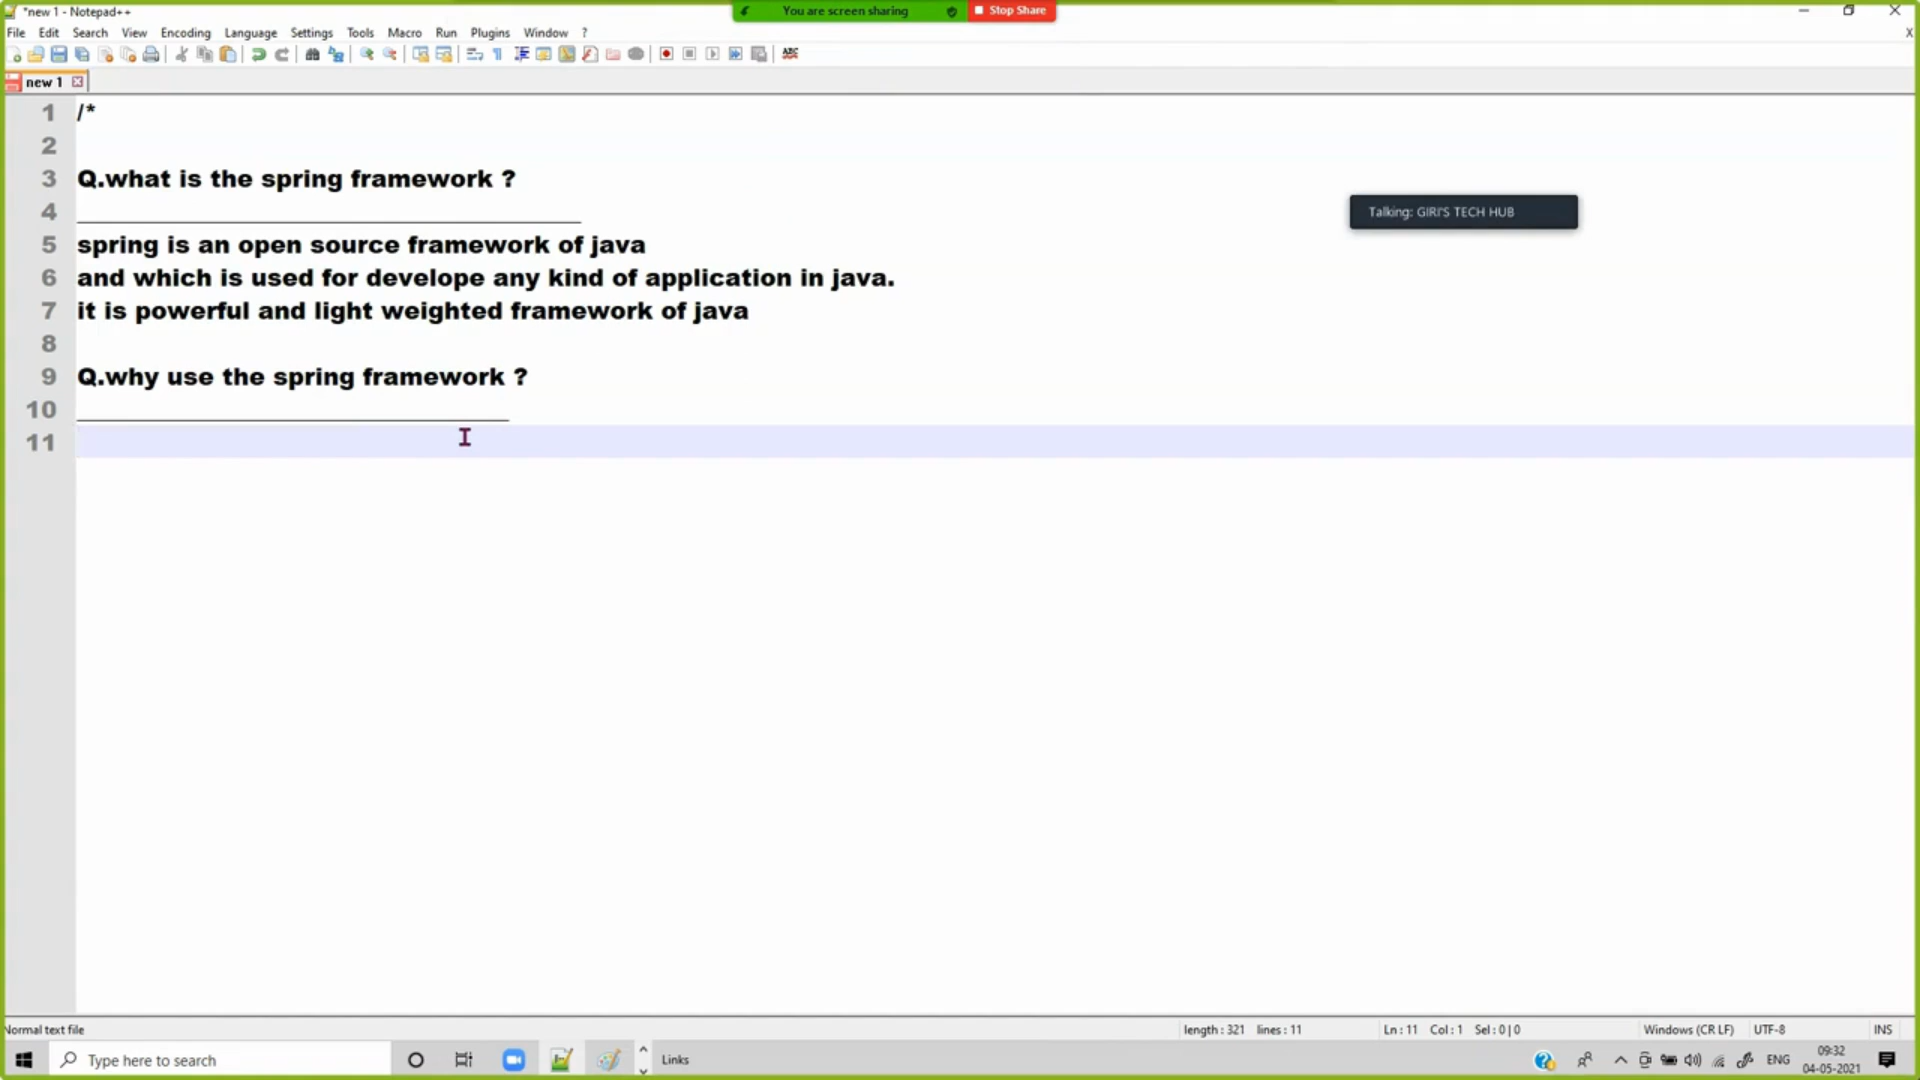 *new 1 - Notepad++
You are screen sharing
Stop Share
File Edit Search View Encoding Language Settings Tools Macro Run Plugins Window ?
X
ABC
new 1
1 /*
2
3 Q.what is the spring framework ?
4 ____________________________________
5 spring is an open source framework of java
6 and which is used for develope any kind of application in java.
7 it is powerful and light weighted framework of java
8
9 Q.why use the spring framework ?
10 _______________________________
11
Talking: GIRI'S TECH HUB
Normal text file
length : 321 lines : 11
Ln : 11 Col : 1 Sel : 0 | 0
Windows (CR LF)
UTF-8
INS
Type here to search
Links
ENG
09:32
04-05-2021